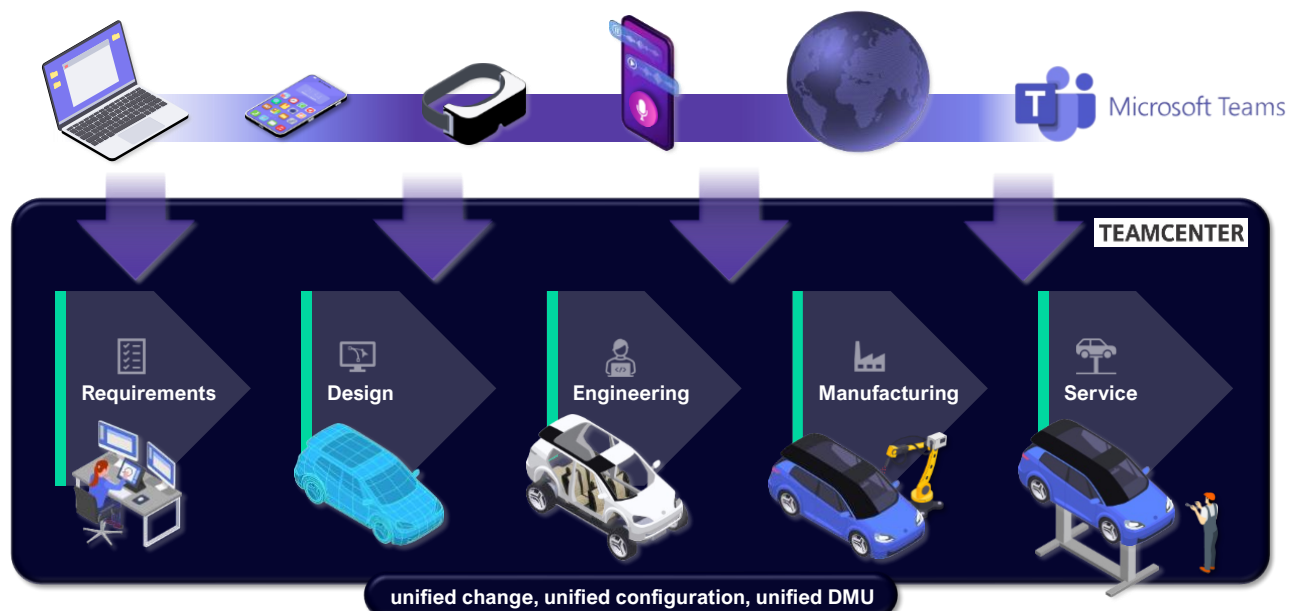 Microsoft Teams
TEAMCENTER
Requirements
Design
Engineering
Manufacturing
Service
unified change, unified configuration, unified DMU